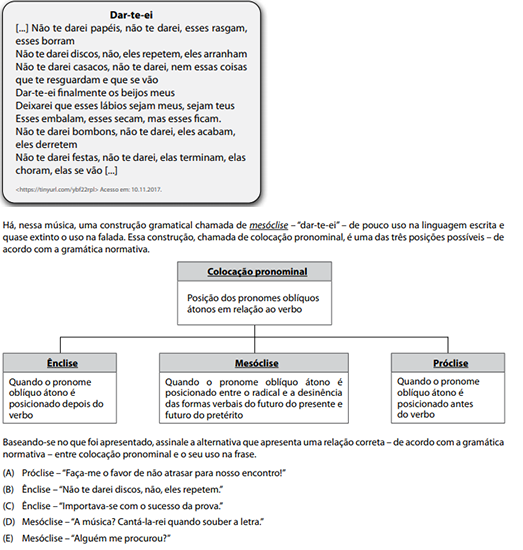 Dar-te-ei
[...] Não te darei papéis, não te darei, esses rasgam,
esses borram
Não te darei discos, não, eles repetem, eles arranham
Não te darei casacos, não te darei, nem essas coisas
que te resguardam e que se vão
Dar-te-ei finalmente os beijos meus
Deixarei que esses lábios sejam meus, sejam teus
Esses embalam, esses secam, mas esses ficam.
Não te darei bombons, não te darei, eles acabam,
eles derretem
Não te darei festas, não te darei, elas terminam, elas
choram, elas se vão [...]
<https://tinyurl.com/ybf22rpl> Acesso em: 10.11.2017.
Há, nessa música, uma construção gramatical chamada de mesóclise – “dar-te-ei” – de pouco uso na linguagem escrita e
quase extinto o uso na falada. Essa construção, chamada de colocação pronominal, é uma das três posições possíveis – de
acordo com a gramática normativa.
Colocação pronominal
Posição dos pronomes oblíquos
átonos em relação ao verbo
Ênclise
Quando o pronome
oblíquo átono é
posicionado depois do
verbo
Mesóclise
Quando o pronome oblíquo átono é
posicionado entre o radical e a desinência
das formas verbais do futuro do presente e
futuro do pretérito
Próclise
Quando o pronome
oblíquo átono é
posicionado antes
do verbo
Baseando-se no que foi apresentado, assinale a alternativa que apresenta uma relação correta – de acordo com a gramática
normativa – entre colocação pronominal e o seu uso na frase.
(A) Próclise – “Faça-me o favor de não atrasar para nosso encontro!”
(B) Ênclise – “Não te darei discos, não, eles repetem.”
(C) Ênclise – “Importava-se com o sucesso da prova.”
(D) Mesóclise – “A música? Cantá-la-rei quando souber a letra.”
(E) Mesóclise – “Alguém me procurou?”